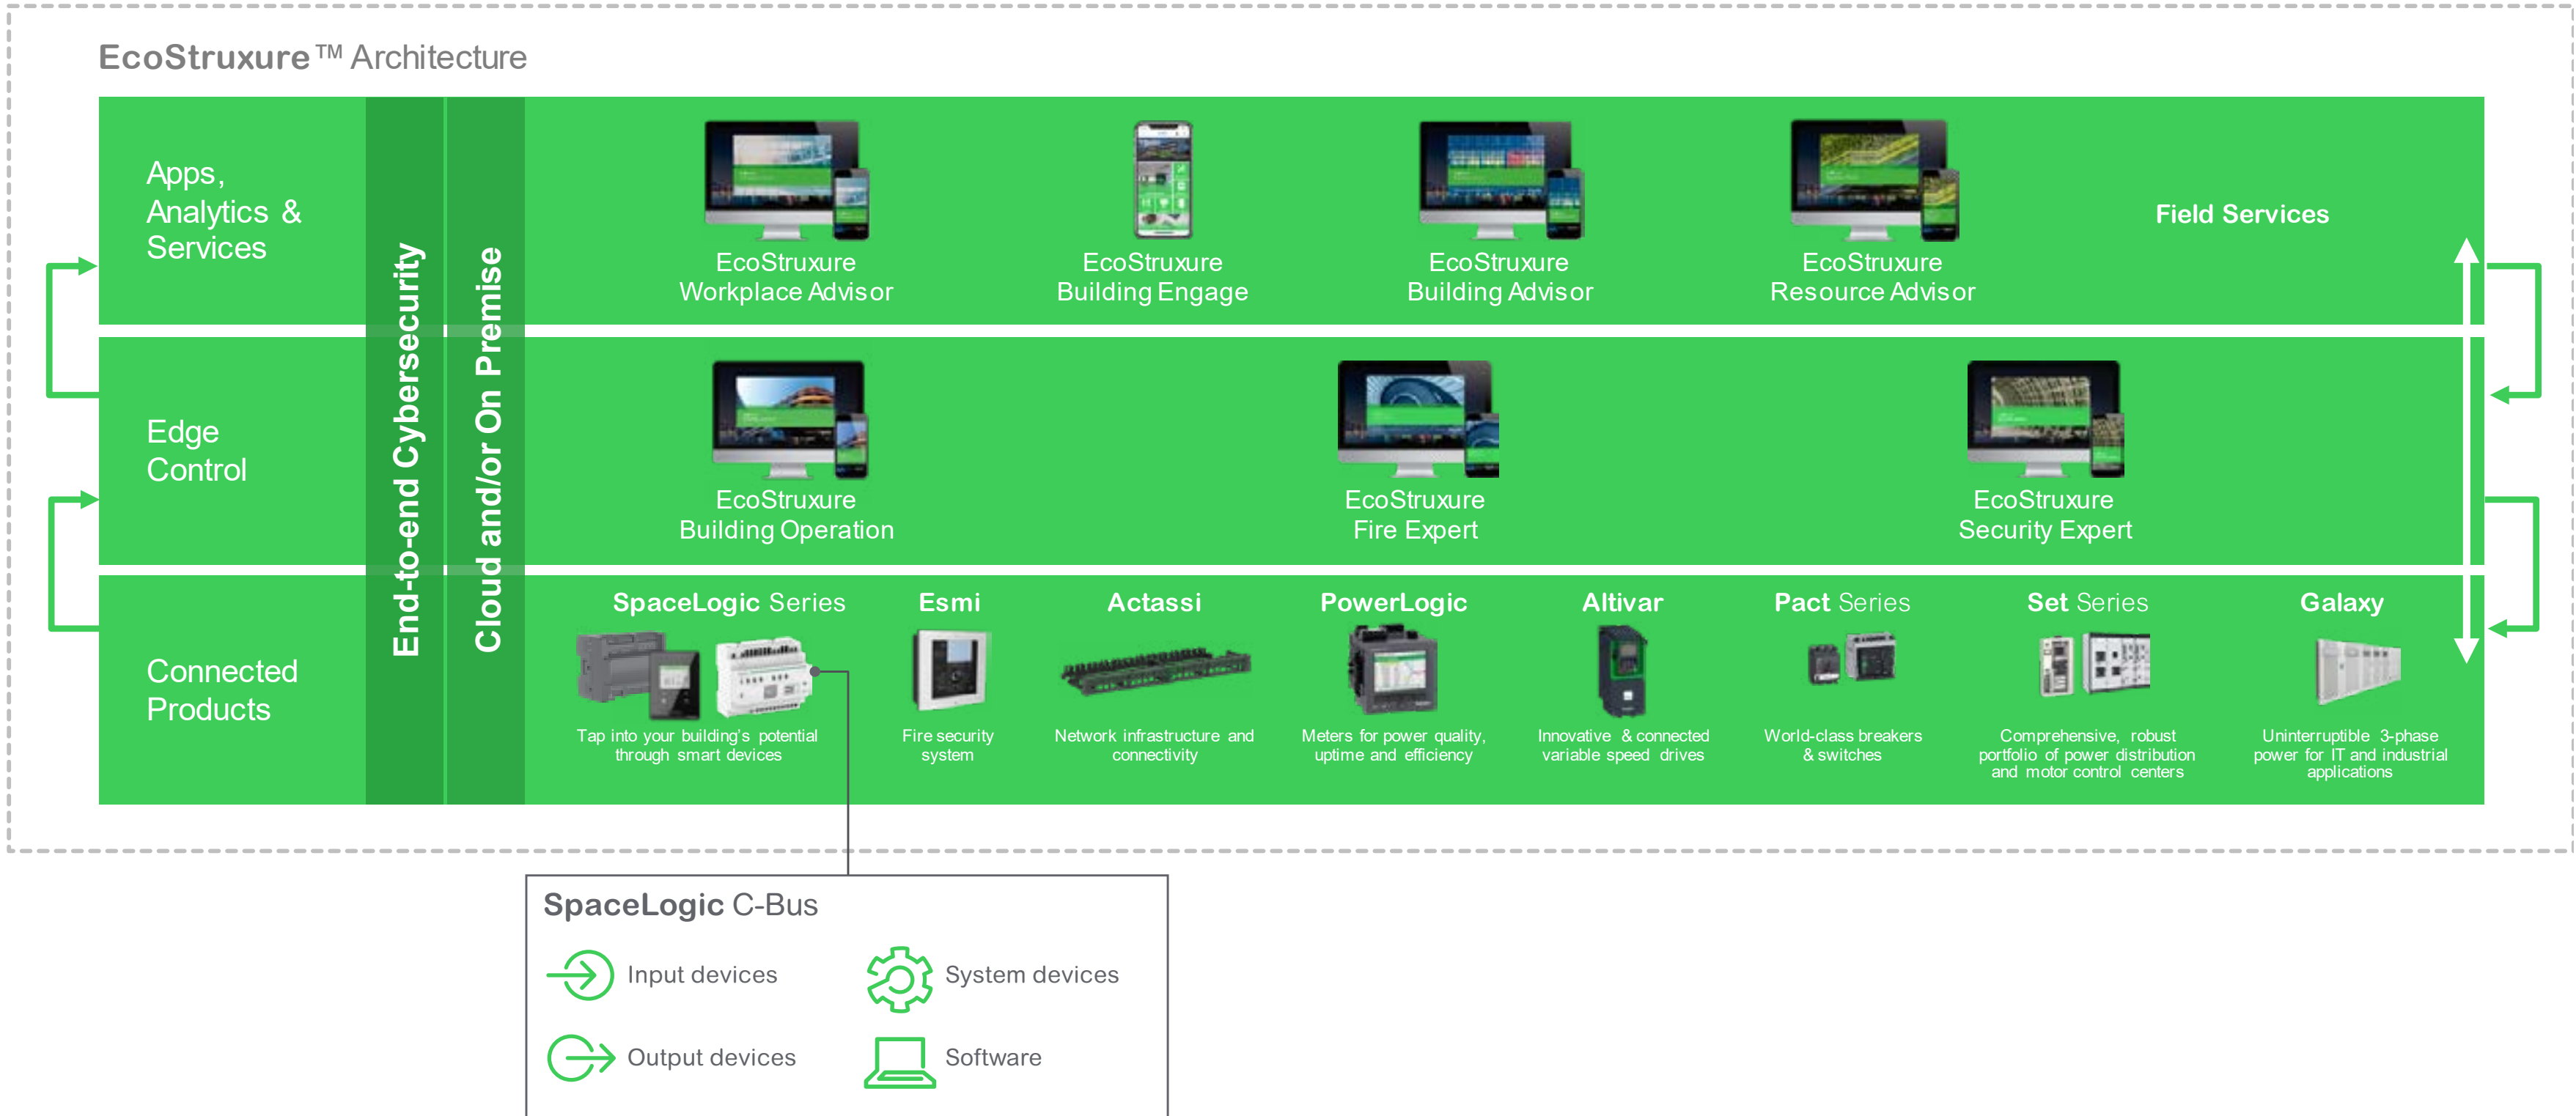 EcoStruxure™ Architecture
Apps,
Analytics &
Services
End-to-end Cybersecurity
Cloud and/or On Premise
EcoStruxure
Workplace Advisor
EcoStruxure
Building Engage
EcoStruxure
Building Advisor
EcoStruxure
Resource Advisor
Field Services
Edge
Control
EcoStruxure
Building Operation
EcoStruxure
Fire Expert
EcoStruxure
Security Expert
Connected
Products
SpaceLogic Series
Tap into your building's potential
through smart devices
Esmi
Fire security
system
Actassi
Network infrastructure and
connectivity
PowerLogic
Meters for power quality,
uptime and efficiency
Altivar
Innovative & connected
variable speed drives
Pact Series
World-class breakers
& switches
Set Series
Comprehensive, robust
portfolio of power distribution
and motor control centers
Galaxy
Uninterruptible 3-phase
power for IT and industrial
applications
SpaceLogic C-Bus
Input devices
System devices
Output devices
Software